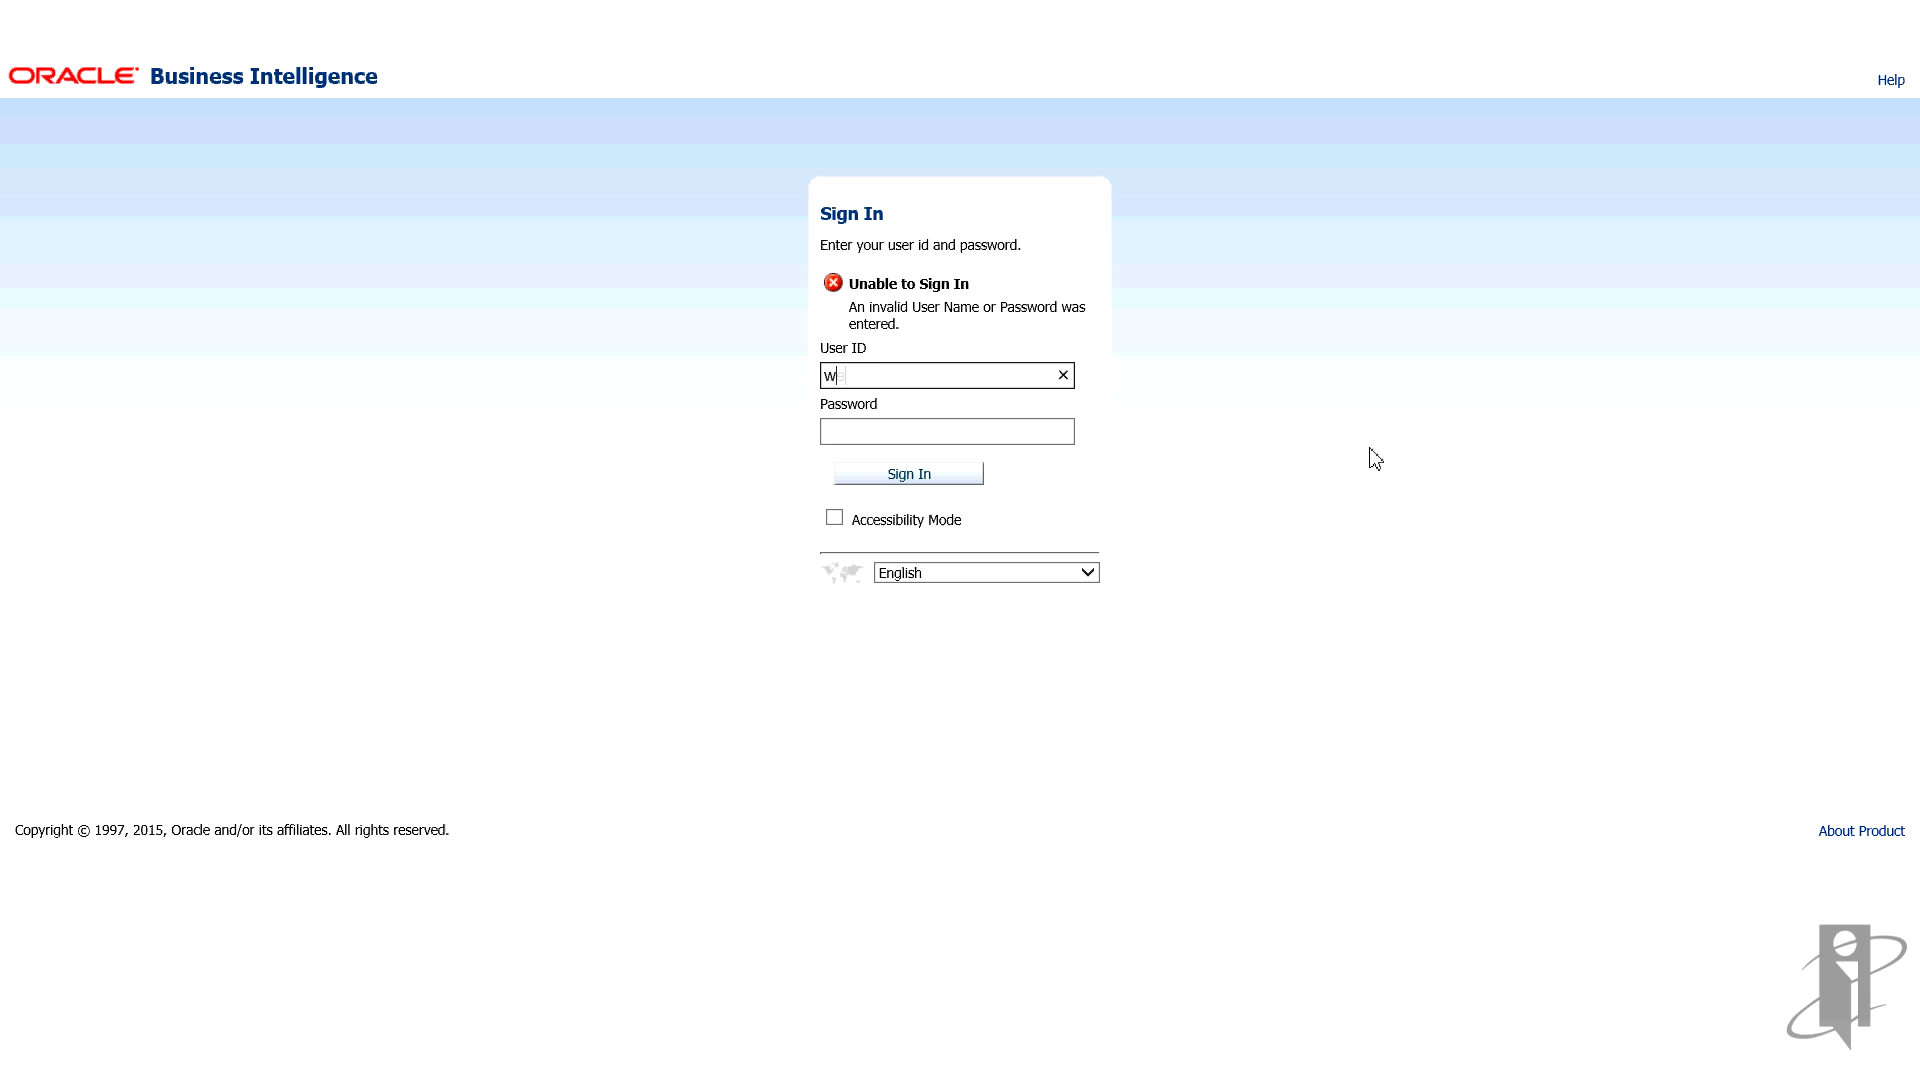 ORACLE Business Intelligence
Help
Sign In
Enter your user id and password.
Unable to Sign In
An invalid User Name or Password was
entered.
User ID
we
Password
Sign In
Accessibility Mode
English
Copyright © 1997, 2015, Oracle and/or its affiliates. All rights reserved.
About Product